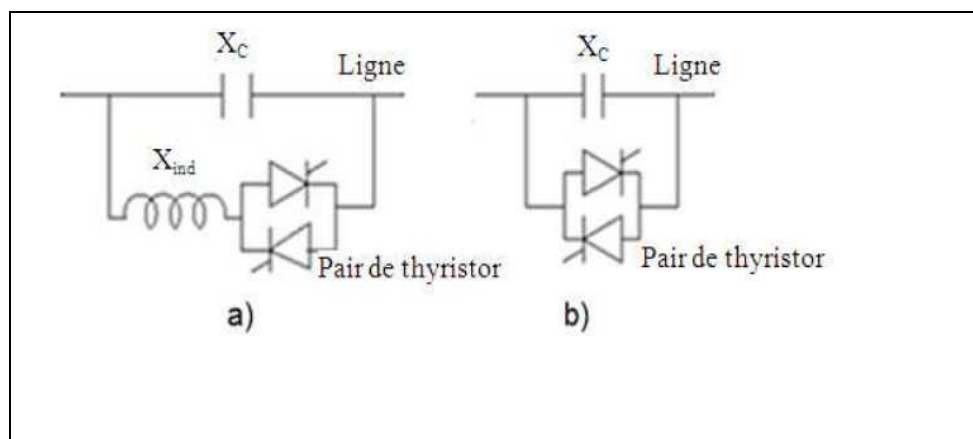 X_C
Ligne
X_ind
Pair de thyristor
a)
X_C
Ligne
Pair de thyristor
b)